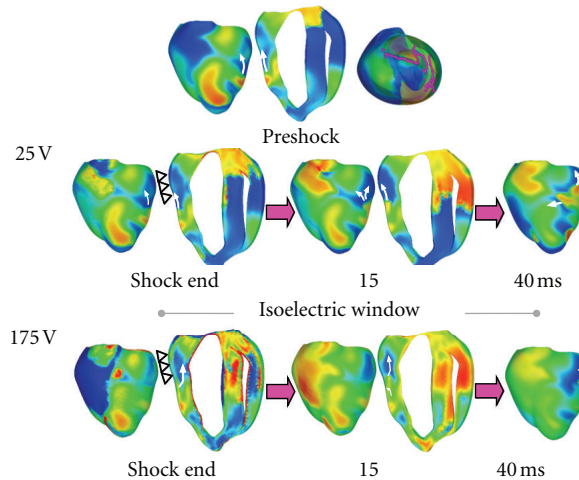 Preshock
25 V
Shock end 15 40 ms
Isoelectric window
175 V
Shock end 15 40 ms